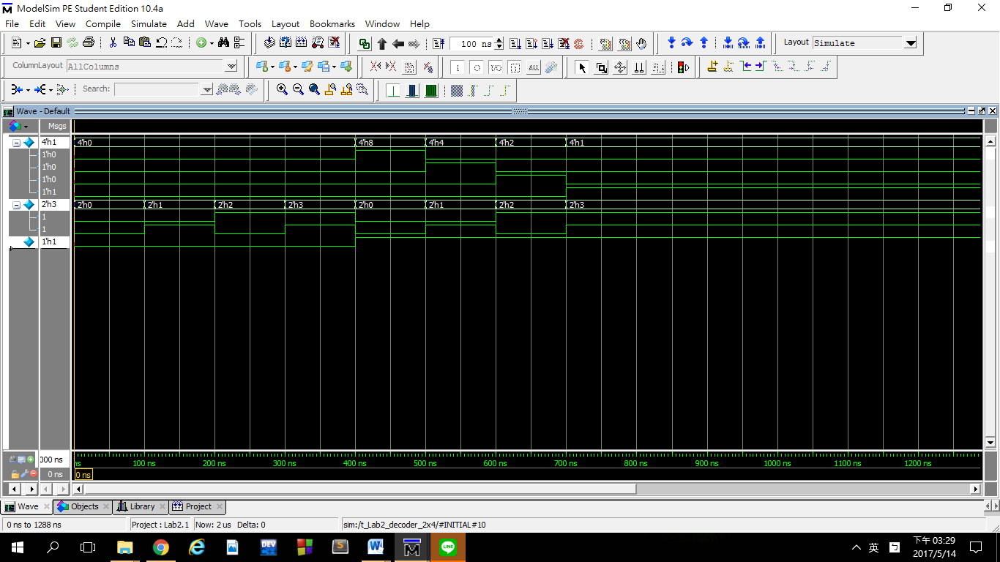 ModelSim PE Student Edition 10.4a
File Edit View Compile Simulate Add Wave Tools Layout Bookmarks Window Help
100 ns
Layout Simulate
ColumnLayout AllColumns
ALL
Search:
Wave - Default
Msgs
4'h1 4'h0 4'h8 4'h4 4'h2 4'h1
1'h0
1'h0
1'h0
1'h1
2'h3 2'h0 2'h1 2'h2 2'h3 2'h0 2'h1 2'h2 2'h3
1
1
1'h1
000 ns ns 100 ns 200 ns 300 ns 400 ns 500 ns 600 ns 700 ns 800 ns 900 ns 1000 ns 1100 ns 1200 ns
0 ns 0 ns
Wave Objects Library Project
0 ns to 1288 ns Project : Lab2.1 Now: 2 us Delta: 0 sim:/t_Lab2_decoder_2x4/#INITIAL#10
DEV
S
W
M
LINE
英
下午 03:29
2017/5/14